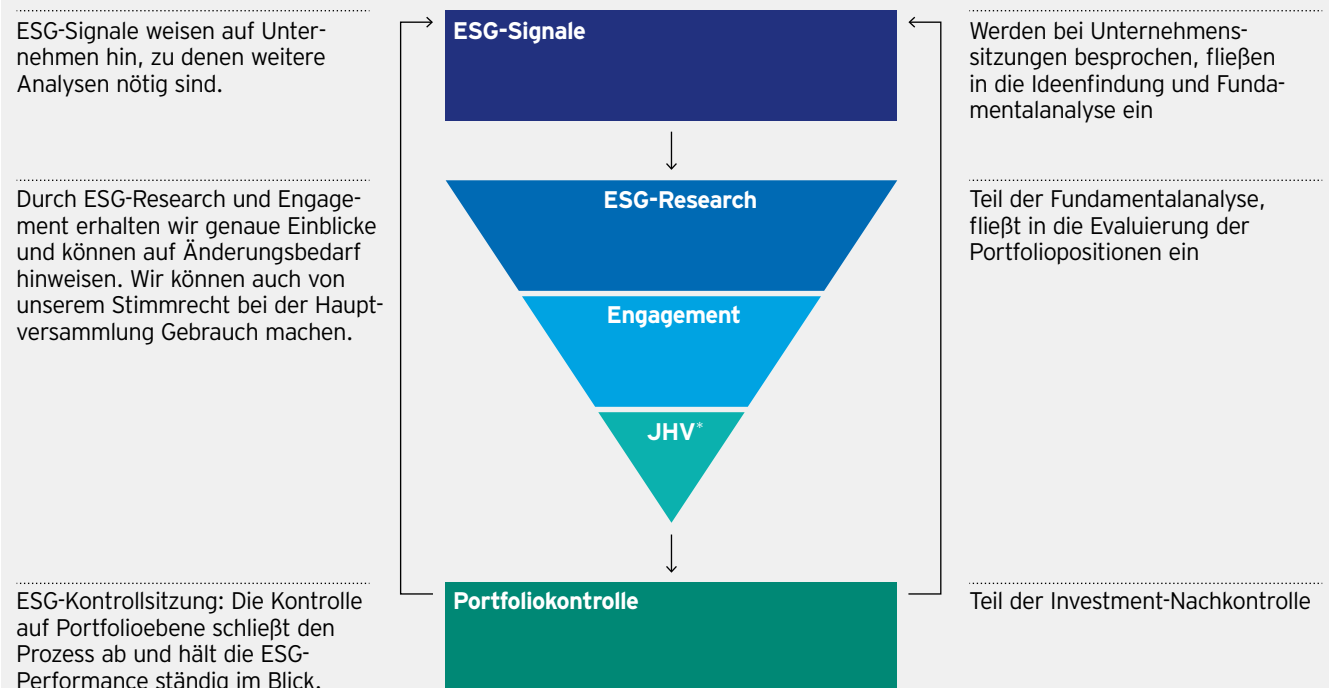 ESG-Signale weisen auf Unter-
nehmen hin, zu denen weitere
Analysen nötig sind.
ESG-Signale
Werden bei Unternehmens-
sitzungen besprochen, fließen
in die Ideenfindung und Funda-
mentalanalyse ein
Durch ESG-Research und Engage-
ment erhalten wir genaue Einblicke
und können auf Änderungsbedarf
hinweisen. Wir können auch von
unserem Stimmrecht bei der Haupt-
versammlung Gebrauch machen.
ESG-Research
Engagement
JHV*
Teil der Fundamentalanalyse,
fließt in die Evaluierung der
Portfoliopositionen ein
ESG-Kontrollsitzung: Die Kontrolle
auf Portfolioebene schließt den
Prozess ab und hält die ESG-
Performance ständig im Blick.
Portfoliokontrolle
Teil der Investment-Nachkontrolle